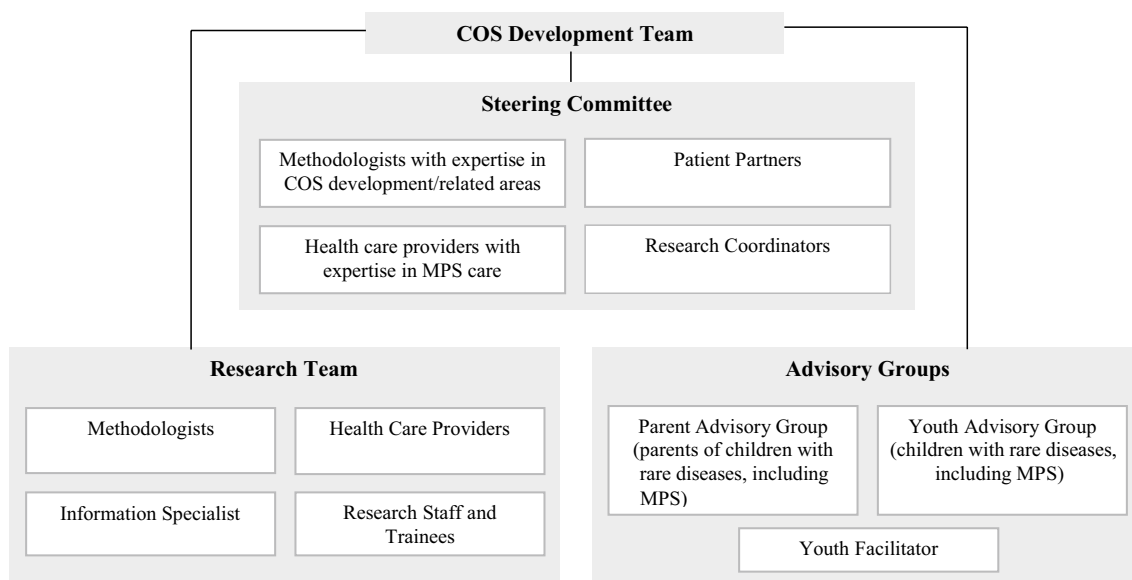 COS Development Team
Steering Committee
Methodologists with expertise in
COS development/related areas
Patient Partners
Health care providers with
expertise in MPS care
Research Coordinators
Research Team
Methodologists
Health Care Providers
Information Specialist
Research Staff and
Trainees
Advisory Groups
Parent Advisory Group
(parents of children with
rare diseases, including
MPS)
Youth Advisory Group
(children with rare diseases,
including MPS)
Youth Facilitator